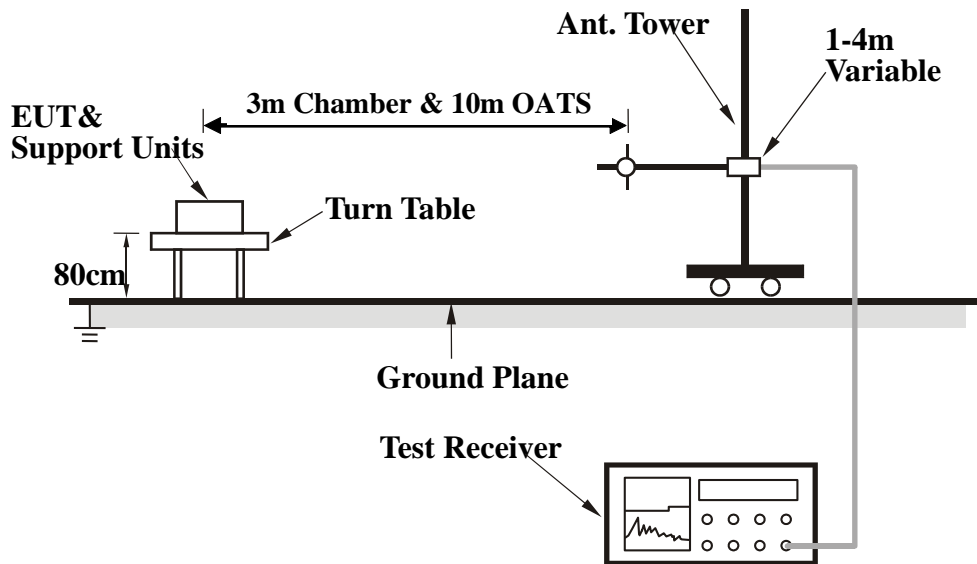 Ant. Tower
1-4m
Variable
3m Chamber & 10m OATS
EUT&
Support Units
Turn Table
80cm
Ground Plane
Test Receiver